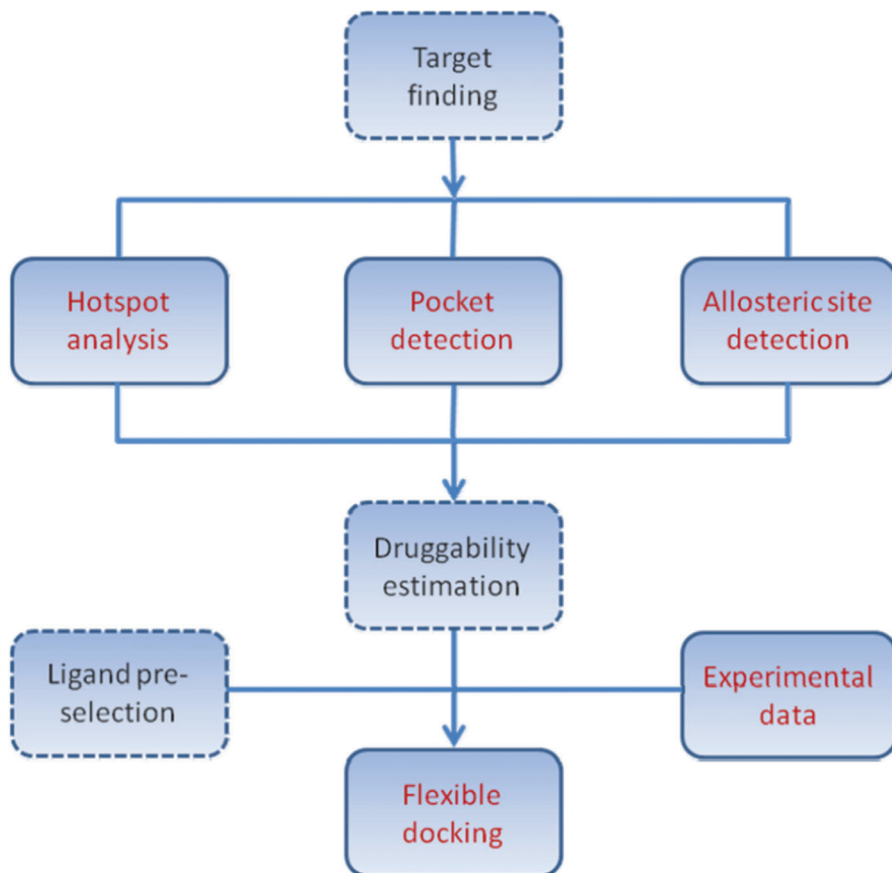 Target
finding
Hotspot
analysis
Pocket
detection
Allosteric site
detection
Druggability
estimation
Ligand pre-
selection
Experimental
data
Flexible
docking